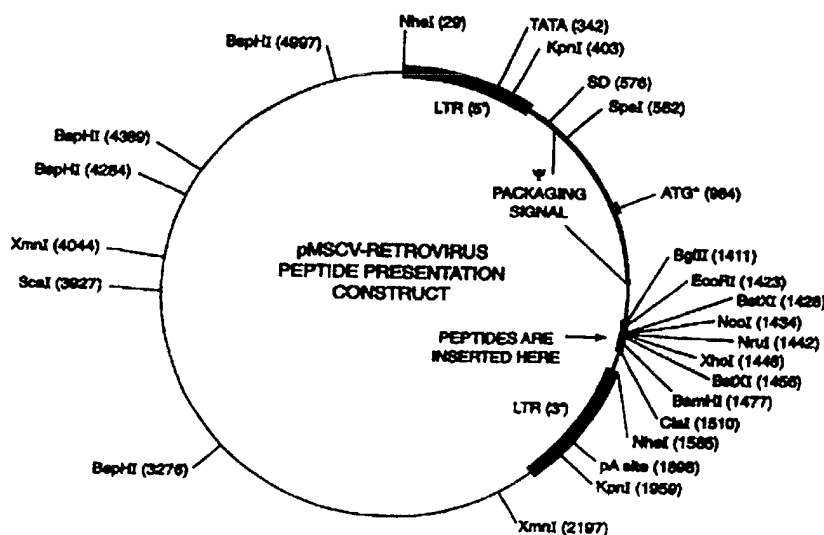 NheI (29)
TATA (342)
KpnI (403)
BspHI (4997)
SD (576)
SpeI (582)
LTR (5')
BspHI (4389)
BspHI (4284)
Ψ
PACKAGING
SIGNAL
ATG* (984)
XmnI (4044)
ScaI (3927)
pMSCV-RETROVIRUS
PEPTIDE PRESENTATION
CONSTRUCT
BglII (1411)
EcoRI (1423)
BstXI (1428)
NcoI (1434)
NruI (1442)
XhoI (1448)
BstXI (1456)
BamHI (1477)
ClaI (1510)
NheI (1585)
PEPTIDES ARE
INSERTED HERE
LTR (3')
pA site (1898)
KpnI (1959)
BspHI (3276)
XmnI (2197)